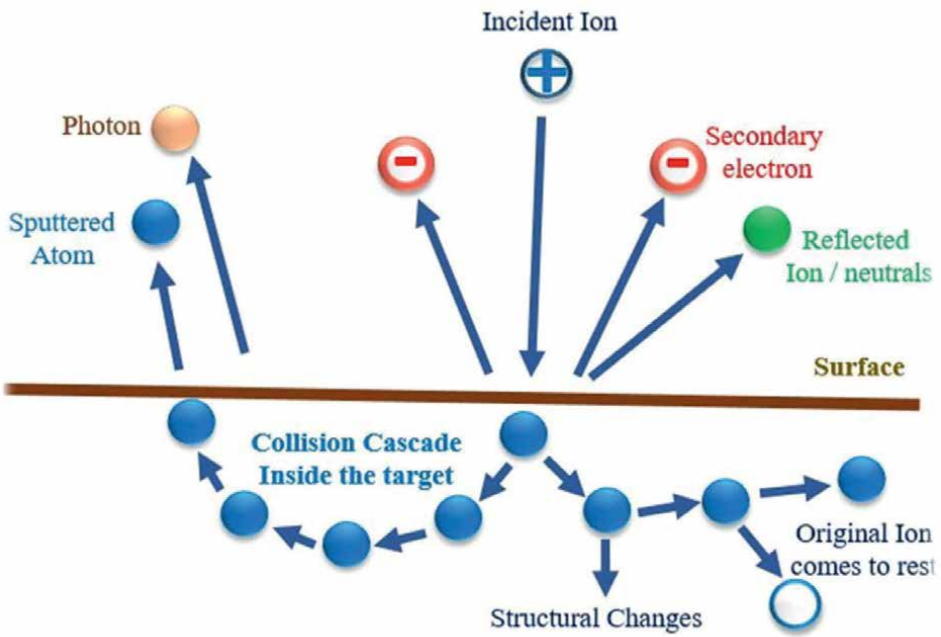 Incident Ion
Photon
Secondary
electron
Sputtered
Atom
Reflected
Ion / neutrals
Surface
Collision Cascade
Inside the target
Original Ion
comes to rest
Structural Changes